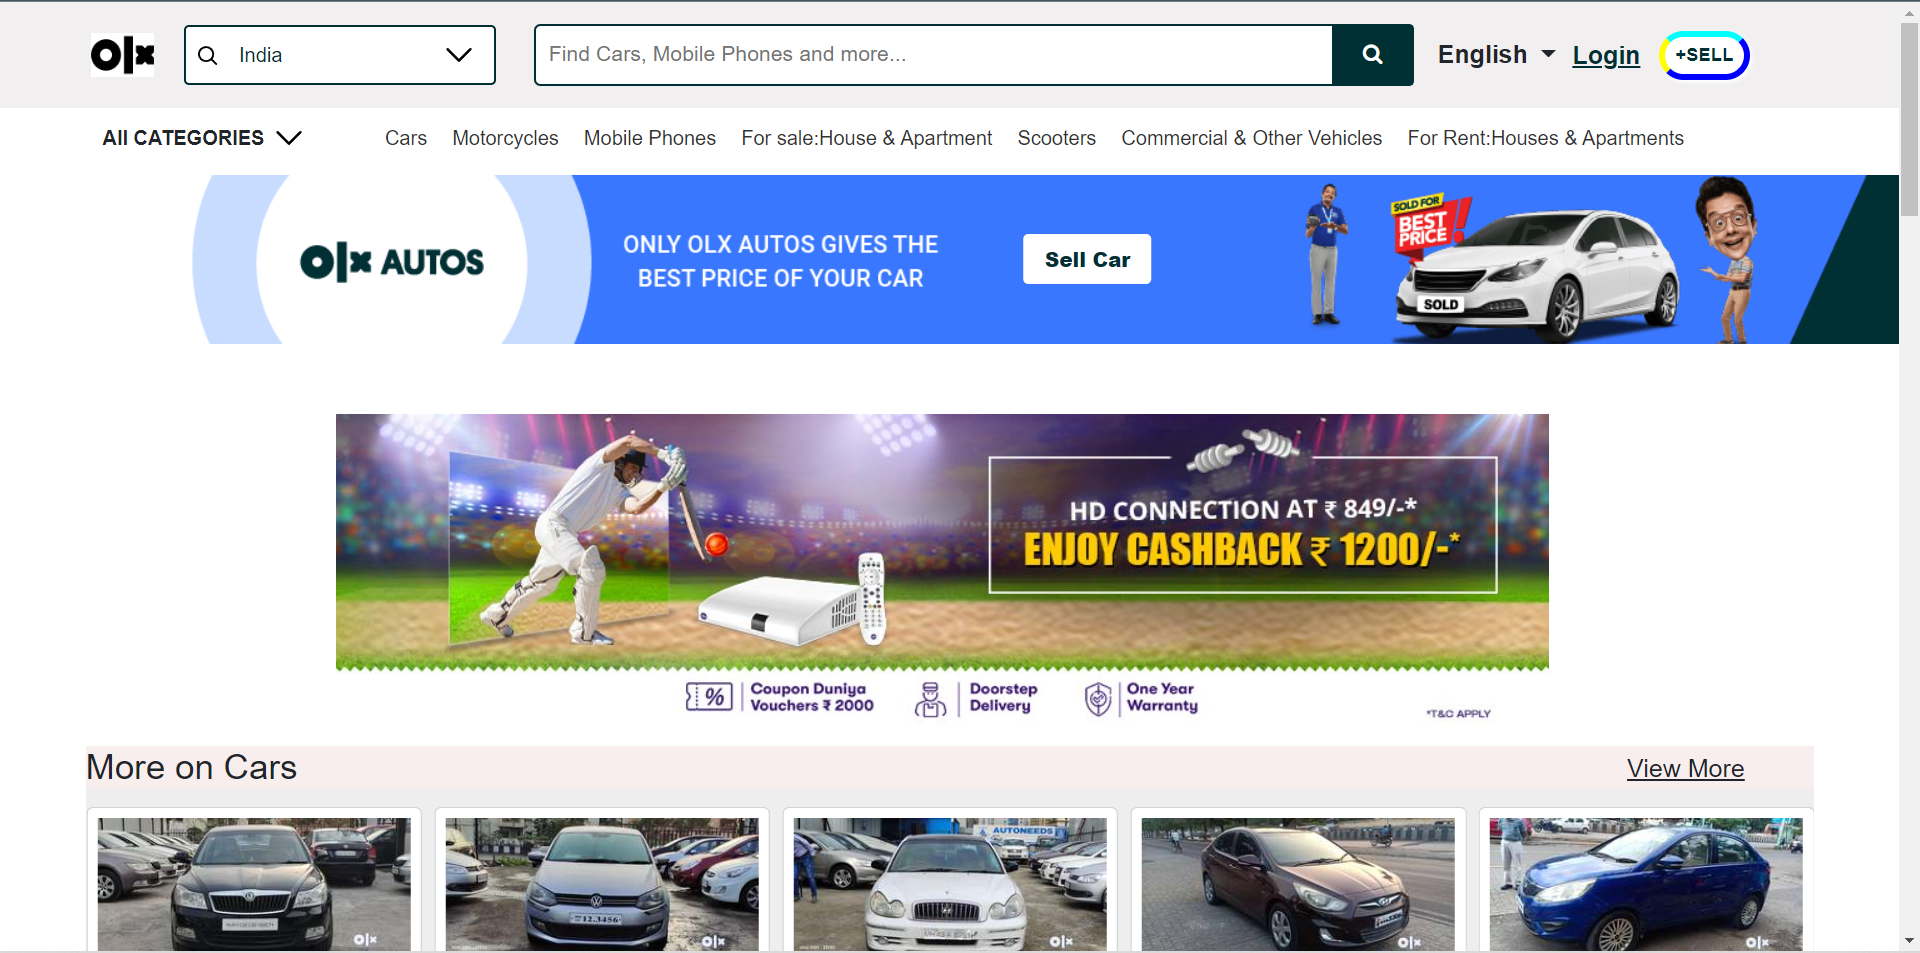 olx
India
Find Cars, Mobile Phones and more...
English
Login
+SELL
All CATEGORIES
Cars
Motorcycles
Mobile Phones
For sale:House & Apartment
Scooters
Commercial & Other Vehicles
For Rent:Houses & Apartments
olx AUTOS
ONLY OLX AUTOS GIVES THE
BEST PRICE OF YOUR CAR
Sell Car
SOLD FOR
BEST
PRICE !
SOLD
HD CONNECTION AT ₹ 849/-*
ENJOY CASHBACK ₹ 1200/-*
Coupon Duniya
Vouchers ₹ 2000
Doorstep
Delivery
One Year
Warranty
*T&C APPLY
More on Cars
View More
AUTONEEDS
12.3456
olx
olx
olx
olx
olx